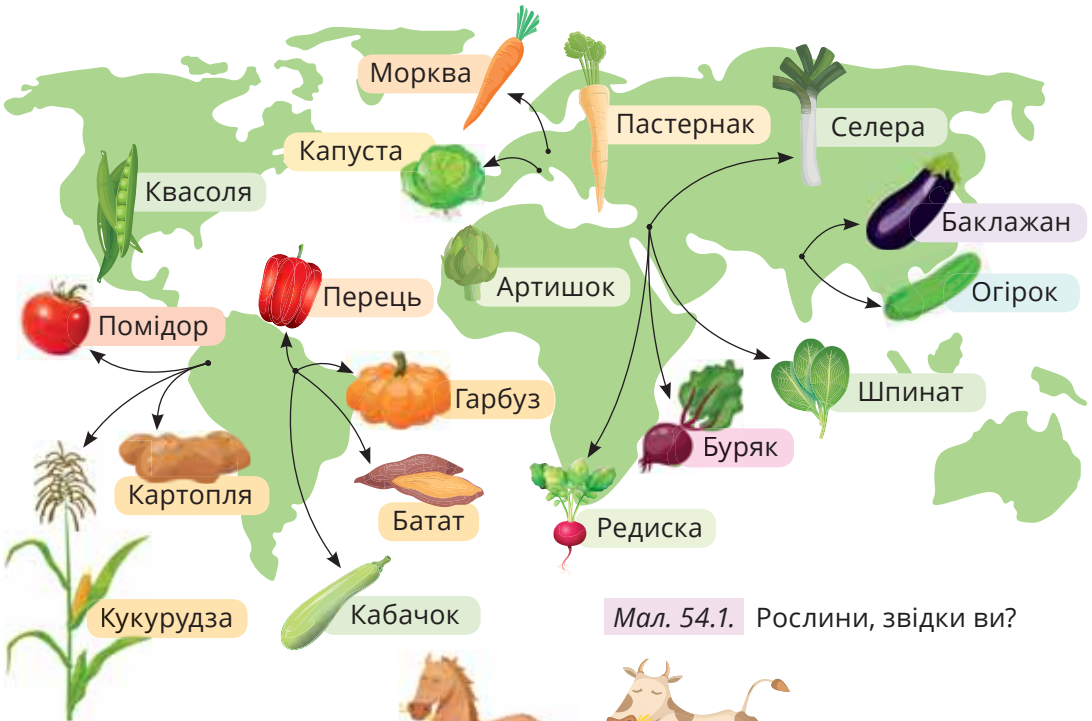 Морква
Пастернак
Селера
Капуста
Квасоля
Баклажан
Артишок
Перець
Огірок
Помідор
Гарбуз
Шпинат
Буряк
Картопля
Батат
Редиска
Кукурудза
Кабачок
Мал. 54.1. Рослини, звідки ви?